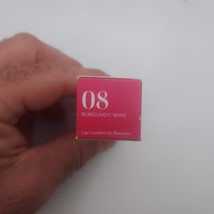 08
BURGUNDY WINE
Lip Comfort Oil Shimmer